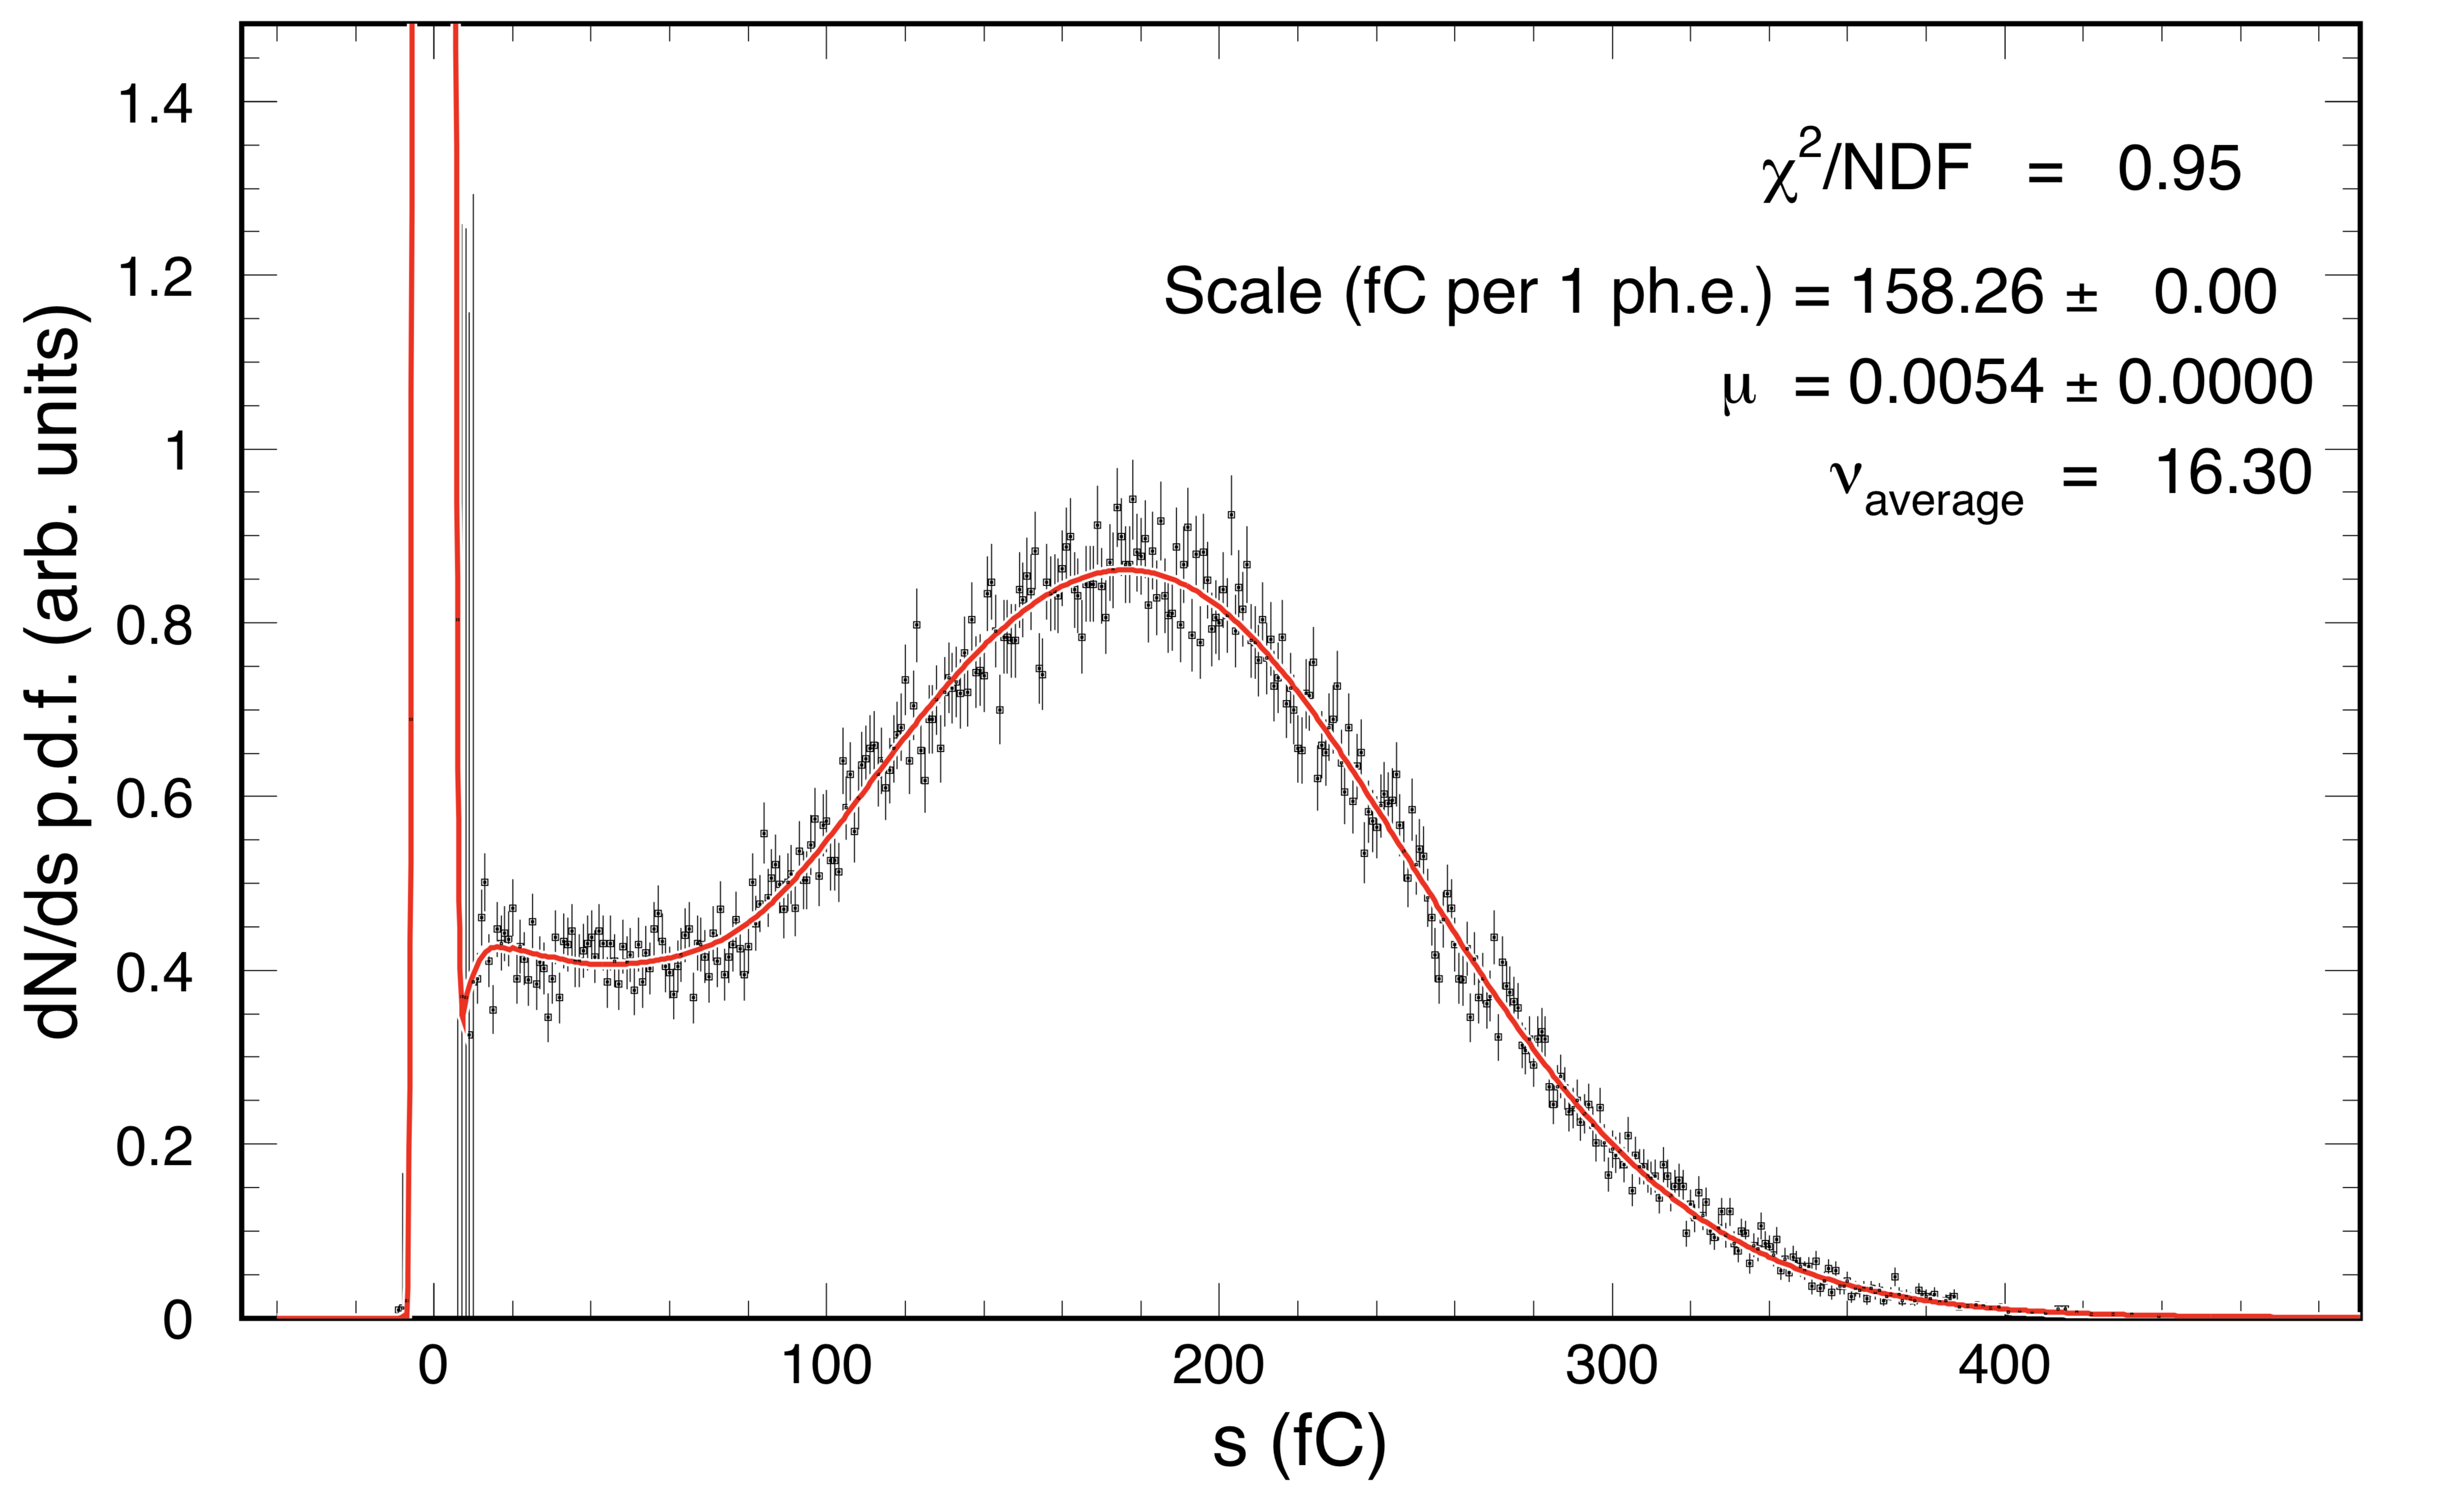 χ²/NDF = 0.95
Scale (fC per 1 ph.e.) = 158.26 ± 0.00
μ = 0.0054 ± 0.0000
νaverage = 16.30
dN/ds p.d.f. (arb. units)
1.4
1.2
1
0.8
0.6
0.4
0.2
0
0 100 200 300 400
s (fC)